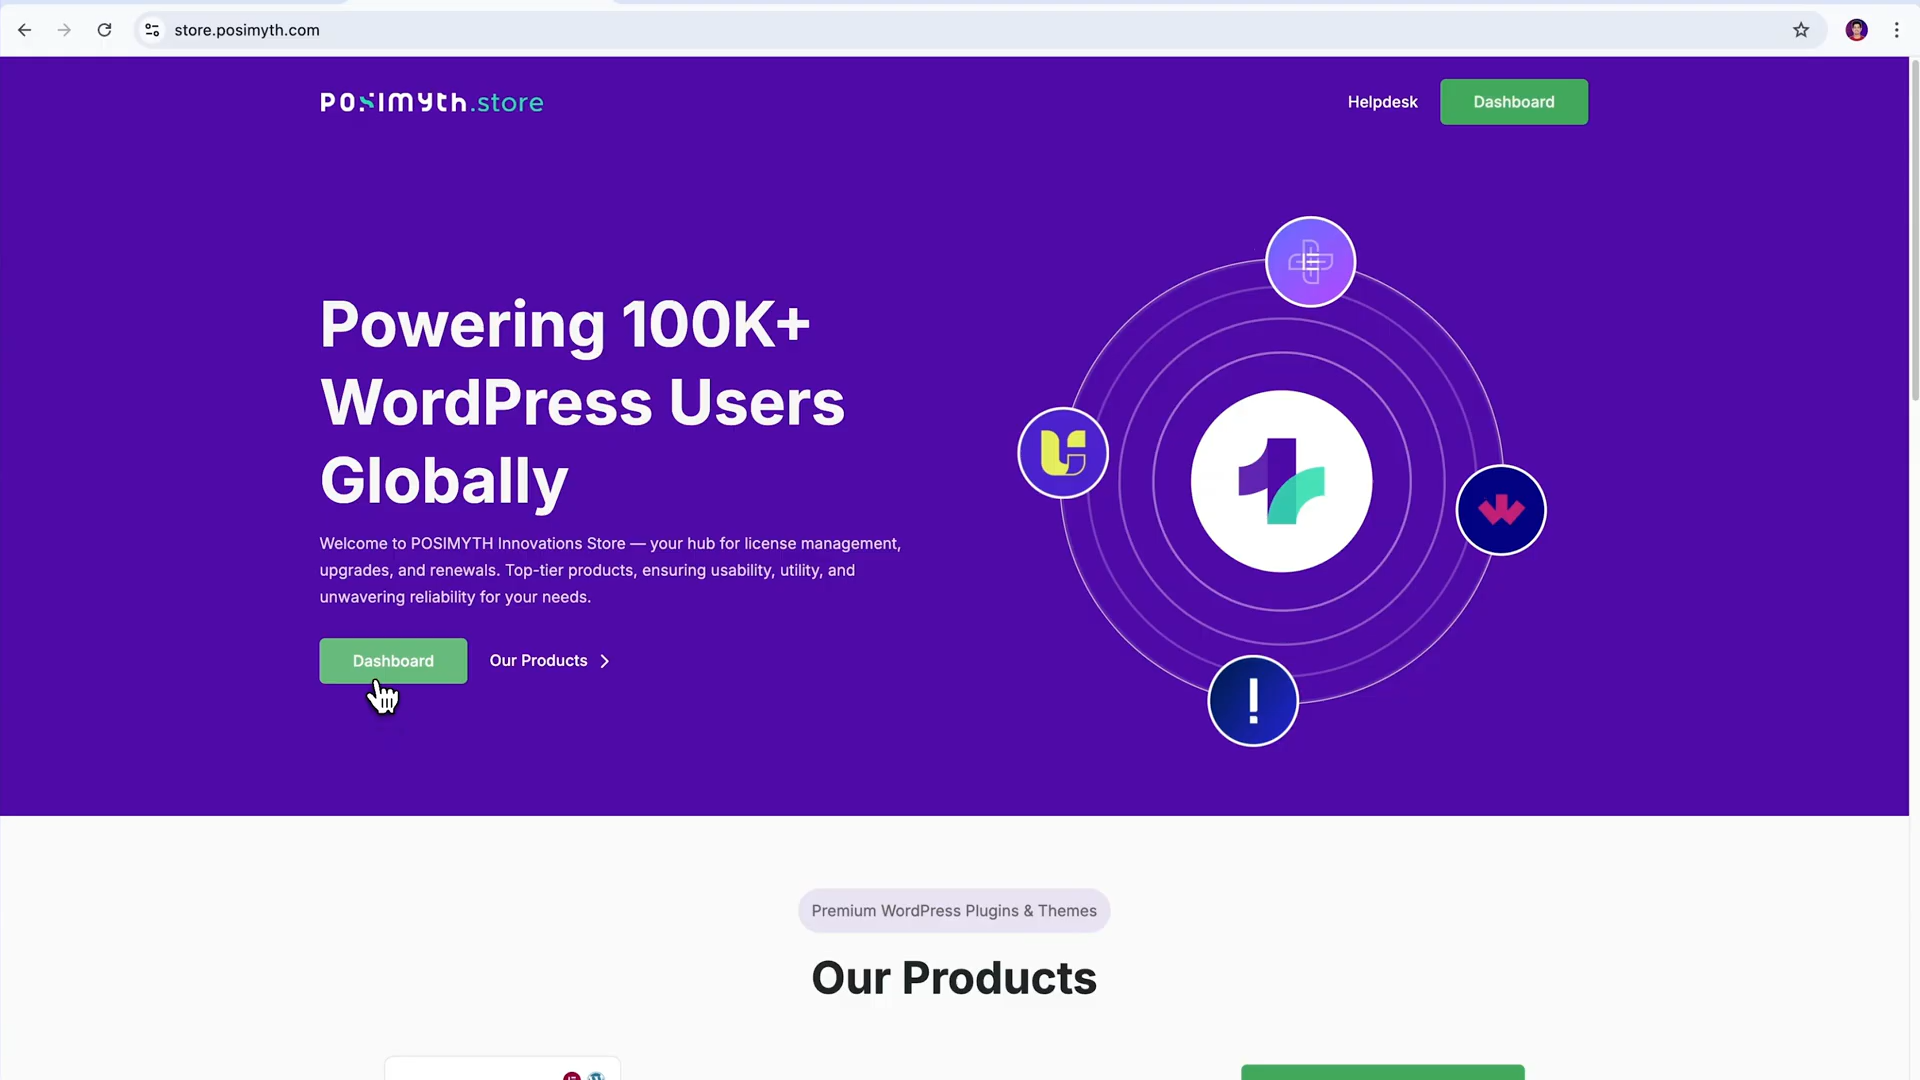 store.posimyth.com
POSIMYTH.store
Helpdesk
Dashboard
Powering 100K+
WordPress Users
Globally
Welcome to POSIMYTH Innovations Store — your hub for license management,
upgrades, and renewals. Top-tier products, ensuring usability, utility, and
unwavering reliability for your needs.
Dashboard
Our Products
Premium WordPress Plugins & Themes
Our Products